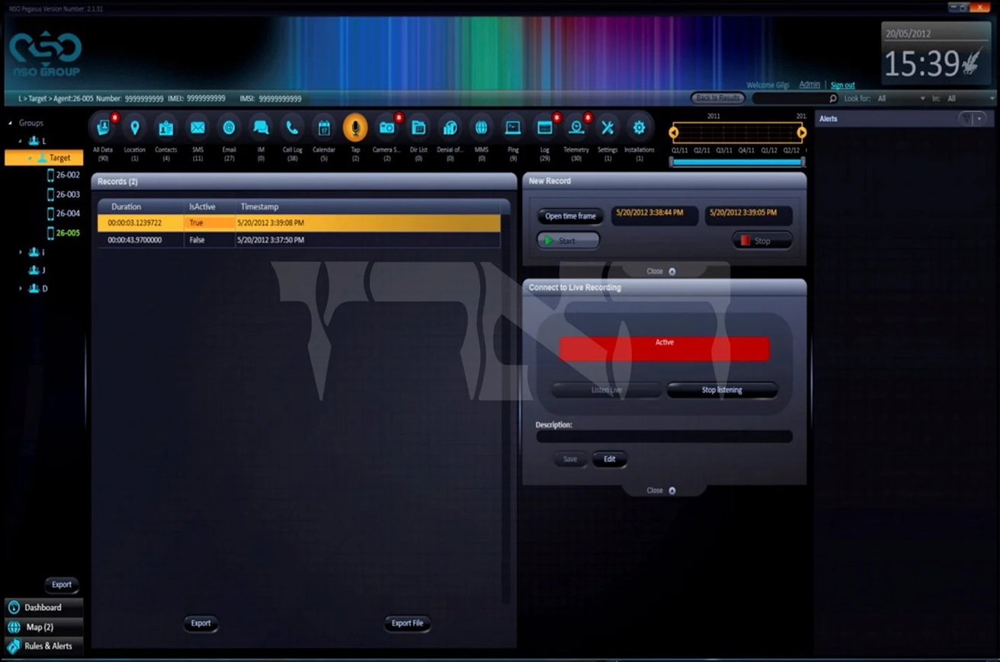 NSO Pegasus Version Number: 2.1.31
NSO GROUP
20/05/2012
15:39
Welcome Gilgi Admin | Sign out
L > Target > Agent:26-005 Number: 9999999999 IMEI: 9999999999 IMSI: 99999999999
Back to Results
Look for: All In: All
Groups
L
Target
26-002
26-003
26-004
26-005
i
J
D
All Data (90)
Location (1)
Contacts (4)
SMS (11)
Email (27)
IM (0)
Call Log (38)
Calendar (5)
Tap (2)
Camera S... (2)
Dir List (0)
Denial of... (0)
MMS (0)
Ping (9)
Log (29)
Telemetry (30)
Settings (1)
Installations (1)
2011 201
Q1/11 Q2/11 Q3/11 Q4/11 Q1/12 Q2/12
Alerts
Records (2)
Duration IsActive Timestamp
00:00:03.1239722 True 5/20/2012 3:39:08 PM
00:00:43.9700000 False 5/20/2012 3:37:50 PM
New Record
Open time frame 5/20/2012 3:38:44 PM 5/20/2012 3:39:05 PM
Start Stop
Close
Connect to Live Recording
Active
Listen Live Stop listening
Description:
Save Edit
Close
Export
Export File
Export
Dashboard
Map (2)
Rules & Alerts